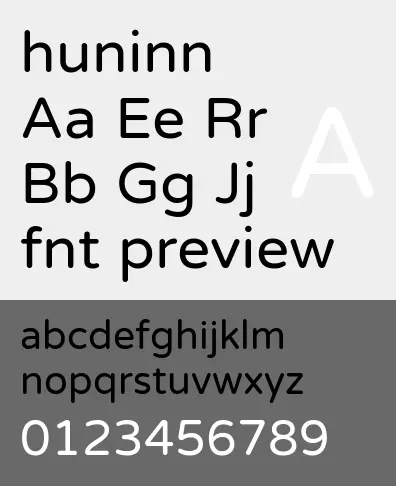 huninn
Aa Ee Rr
A
Bb Gg Jj
fnt preview
abcdefghijklm
nopqrstuvwxyz
0123456789